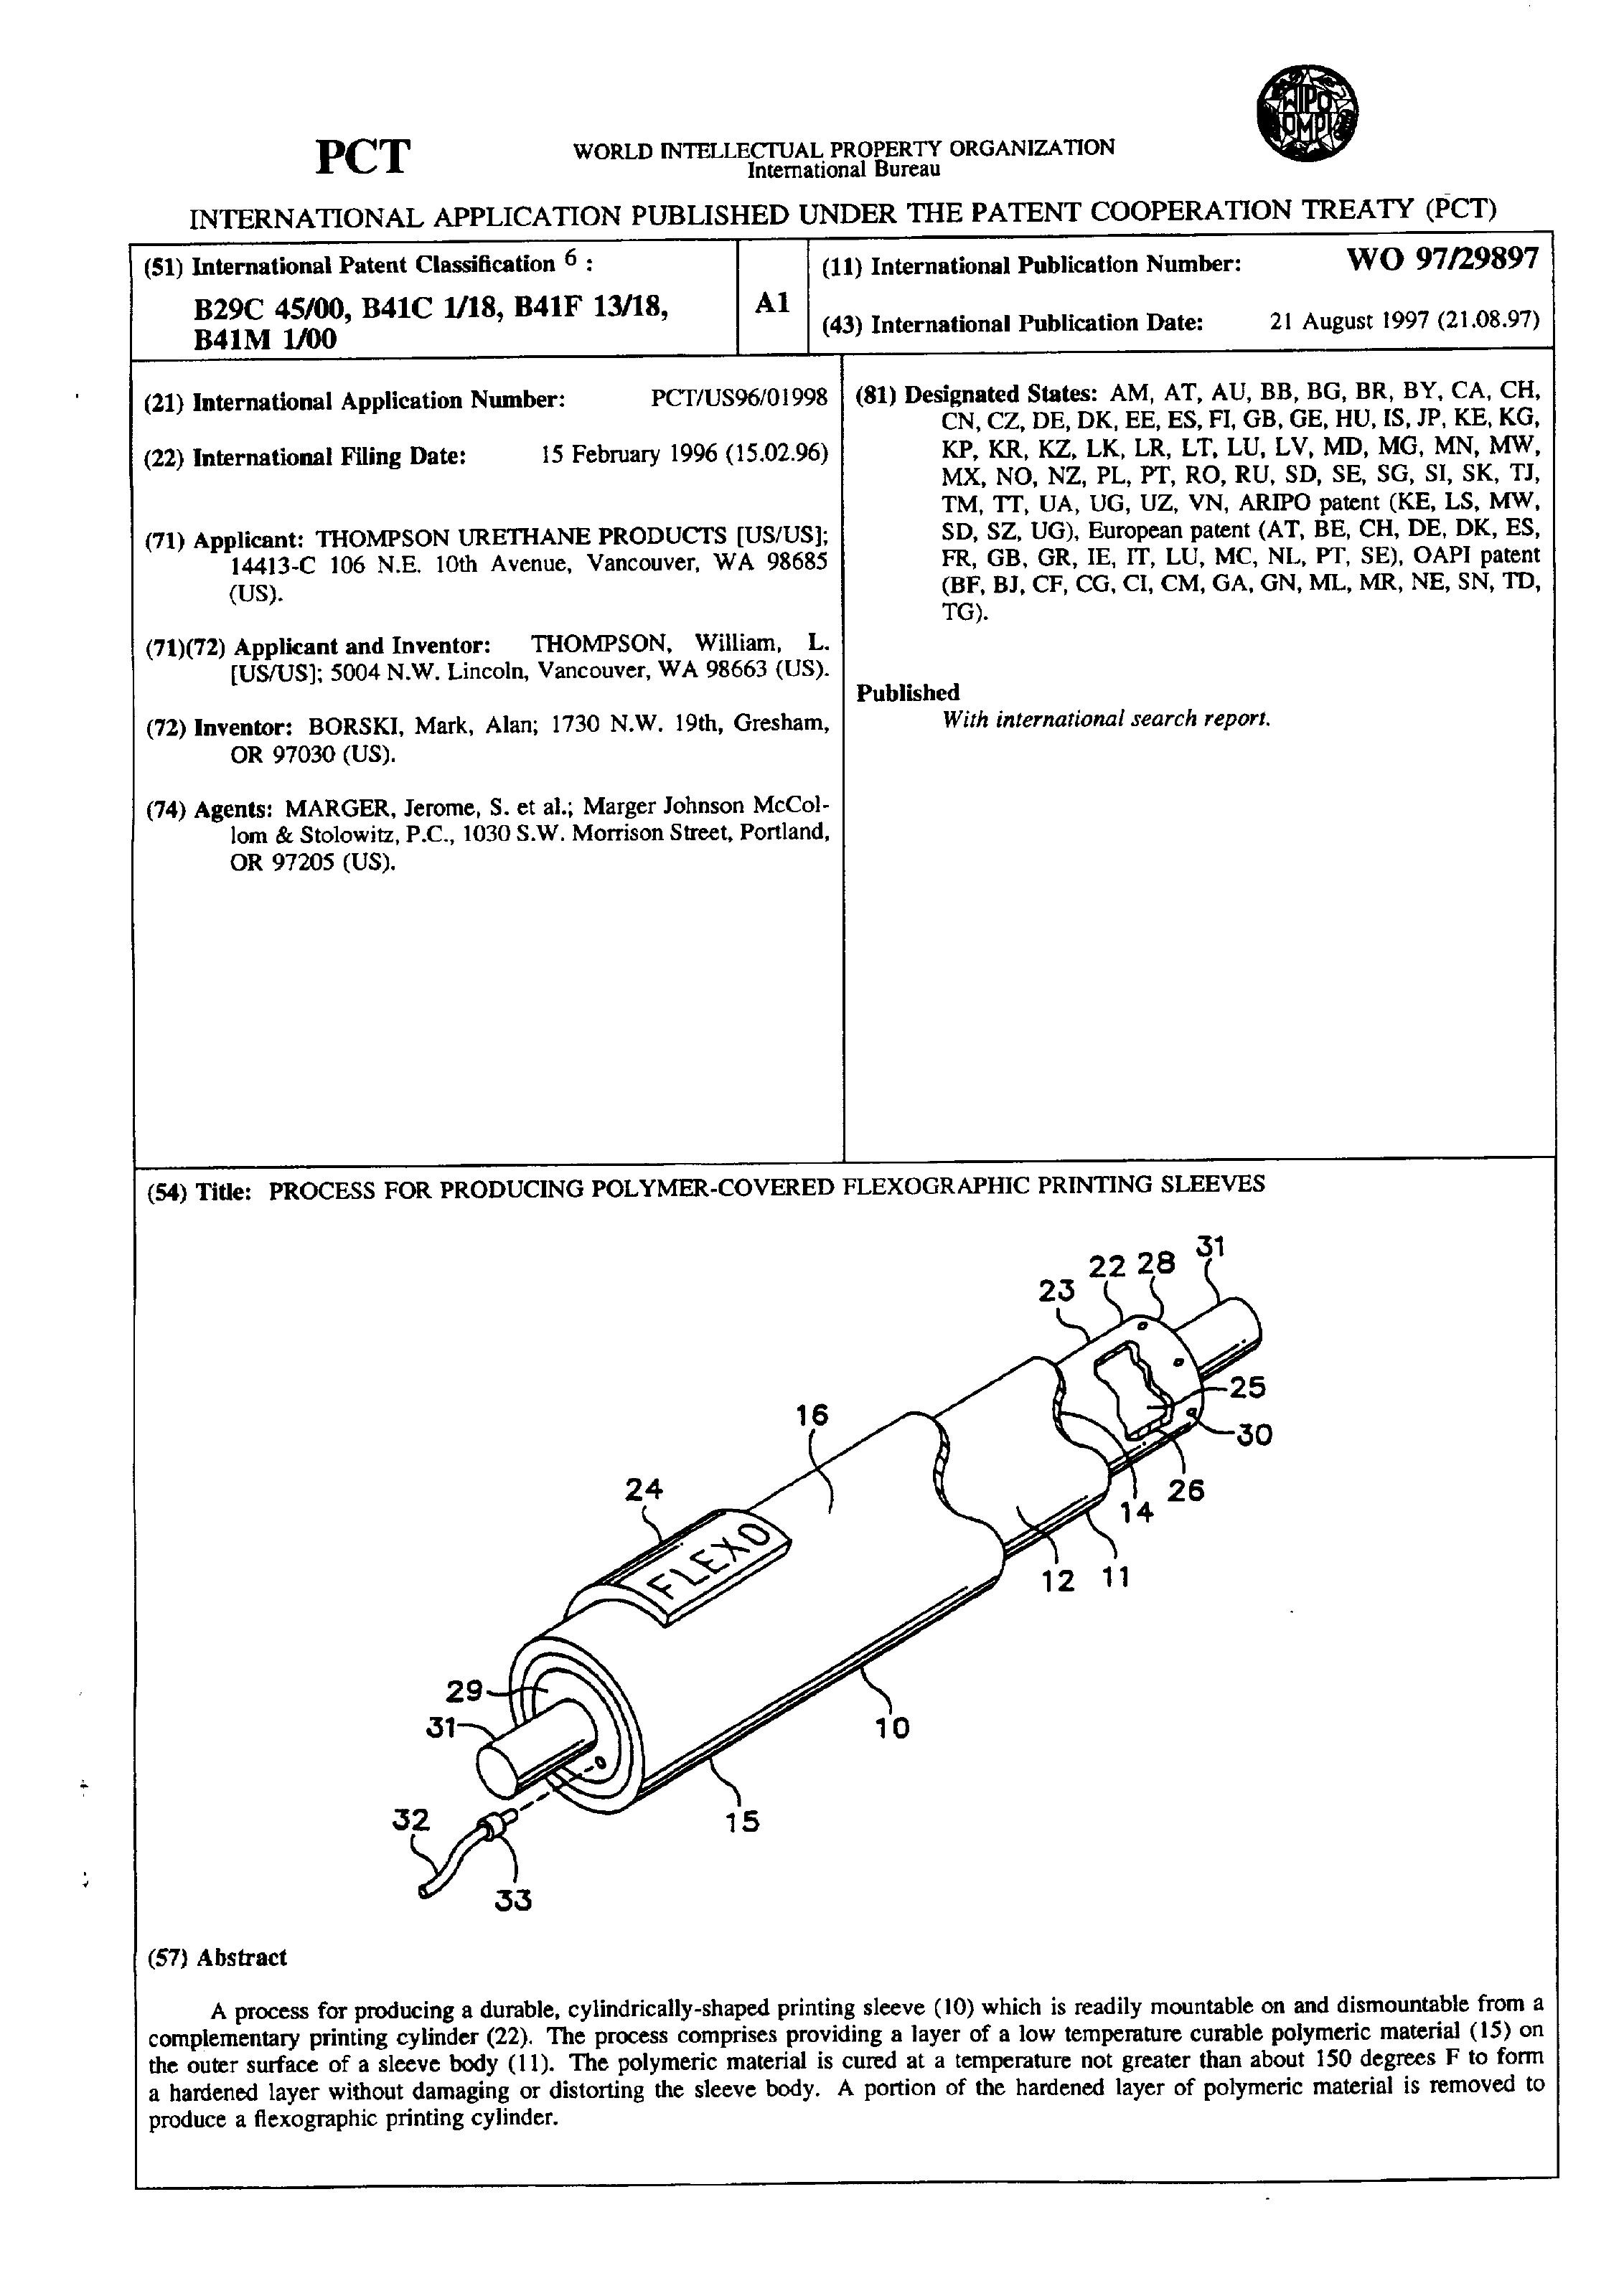 WIPO
OMPI
PCT
WORLD INTELLECTUAL PROPERTY ORGANIZATION
International Bureau
INTERNATIONAL APPLICATION PUBLISHED UNDER THE PATENT COOPERATION TREATY (PCT)
(51) International Patent Classification 6 :
B29C 45/00, B41C 1/18, B41F 13/18,
B41M 1/00
A1
(11) International Publication Number: WO 97/29897
(43) International Publication Date: 21 August 1997 (21.08.97)
(21) International Application Number: PCT/US96/01998
(22) International Filing Date: 15 February 1996 (15.02.96)
(71) Applicant: THOMPSON URETHANE PRODUCTS [US/US];
14413-C 106 N.E. 10th Avenue, Vancouver, WA 98685
(US).
(71)(72) Applicant and Inventor: THOMPSON, William, L.
[US/US]; 5004 N.W. Lincoln, Vancouver, WA 98663 (US).
(72) Inventor: BORSKI, Mark, Alan; 1730 N.W. 19th, Gresham,
OR 97030 (US).
(74) Agents: MARGER, Jerome, S. et al.; Marger Johnson McCol-
lom & Stolowitz, P.C., 1030 S.W. Morrison Street, Portland,
OR 97205 (US).
(81) Designated States: AM, AT, AU, BB, BG, BR, BY, CA, CH,
CN, CZ, DE, DK, EE, ES, FI, GB, GE, HU, IS, JP, KE, KG,
KP, KR, KZ, LK, LR, LT, LU, LV, MD, MG, MN, MW,
MX, NO, NZ, PL, PT, RO, RU, SD, SE, SG, SI, SK, TJ,
TM, TT, UA, UG, UZ, VN, ARIPO patent (KE, LS, MW,
SD, SZ, UG), European patent (AT, BE, CH, DE, DK, ES,
FR, GB, GR, IE, IT, LU, MC, NL, PT, SE), OAPI patent
(BF, BJ, CF, CG, CI, CM, GA, GN, ML, MR, NE, SN, TD,
TG).
Published
With international search report.
(54) Title: PROCESS FOR PRODUCING POLYMER-COVERED FLEXOGRAPHIC PRINTING SLEEVES
31
22 28
23
25
16
30
24
26
14
FLEXO
12 11
29
31
10
32
15
33
(57) Abstract
A process for producing a durable, cylindrically-shaped printing sleeve (10) which is readily mountable on and dismountable from a
complementary printing cylinder (22). The process comprises providing a layer of a low temperature curable polymeric material (15) on
the outer surface of a sleeve body (11). The polymeric material is cured at a temperature not greater than about 150 degrees F to form
a hardened layer without damaging or distorting the sleeve body. A portion of the hardened layer of polymeric material is removed to
produce a flexographic printing cylinder.